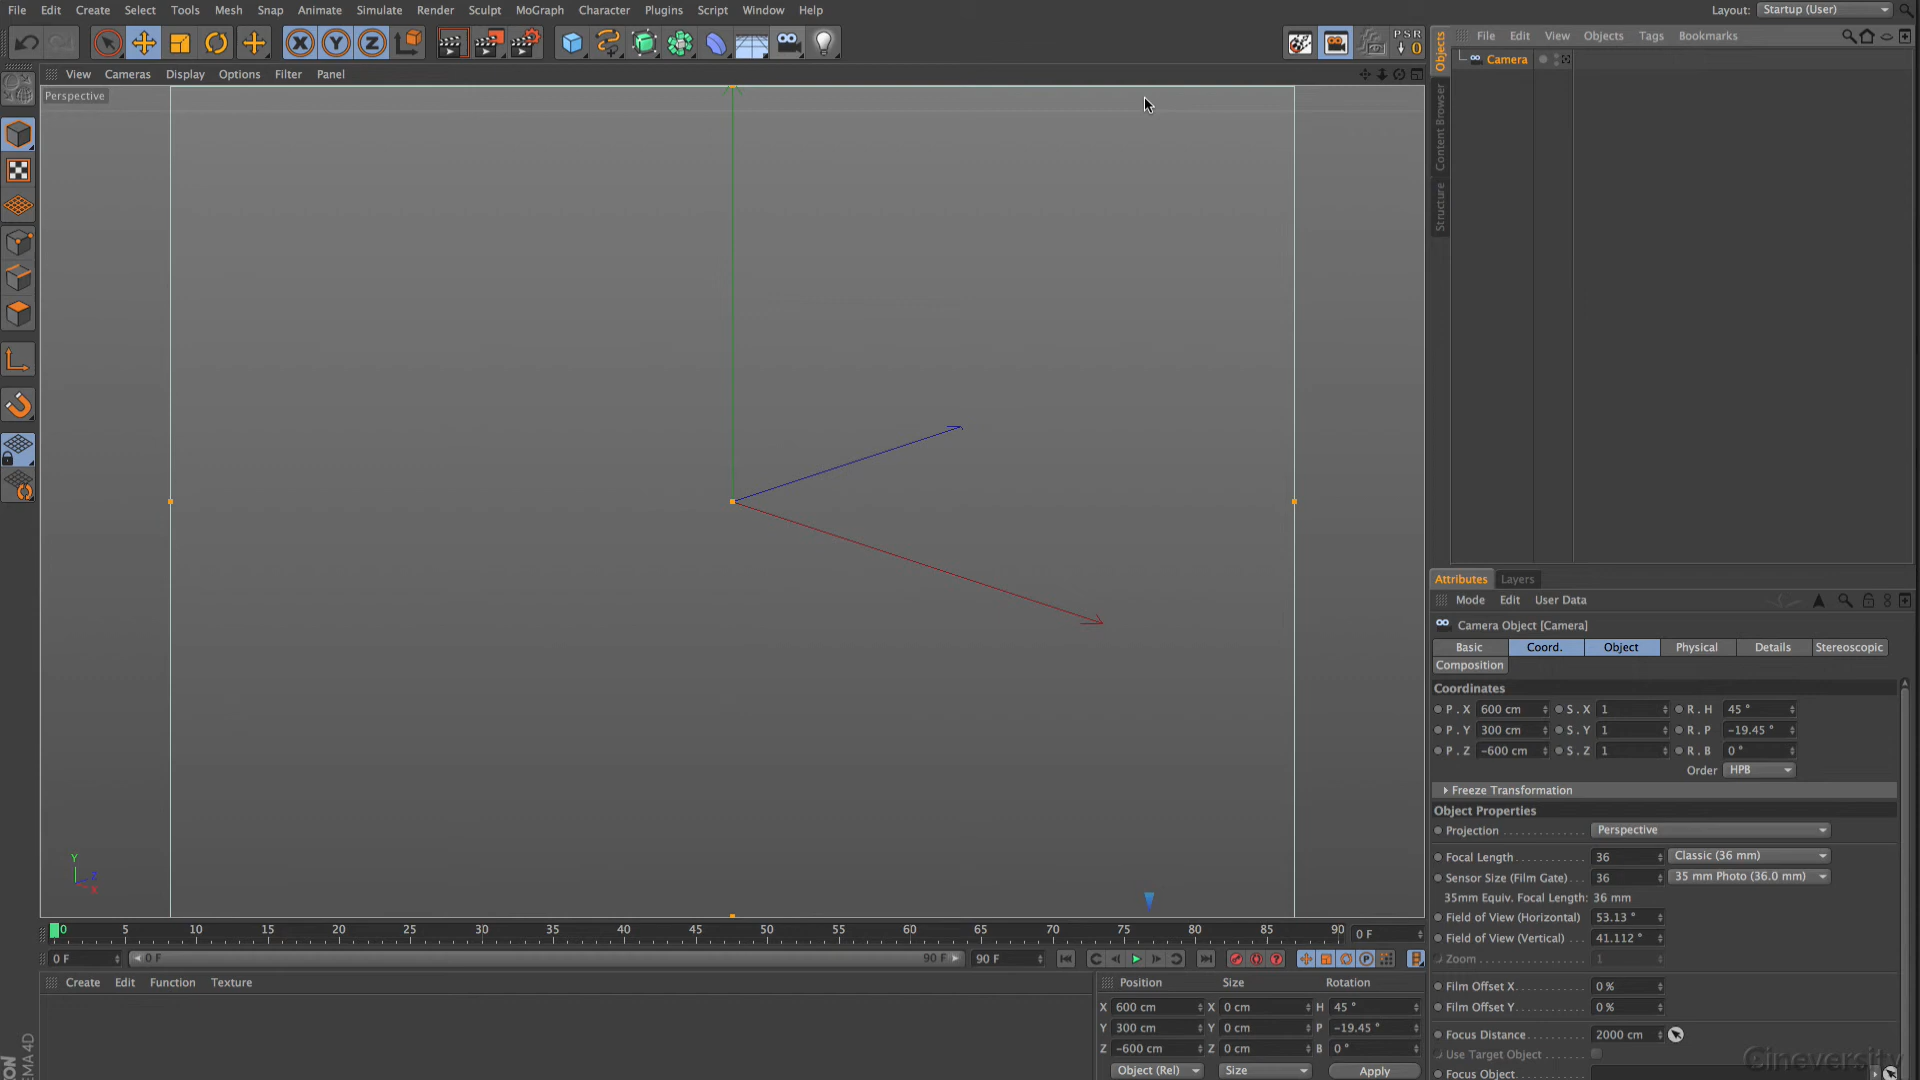 File Edit Create Select Tools Mesh Snap Animate Simulate Render Sculpt MoGraph Character Plugins Script Window Help Layout: Startup (User)
PSR
0
View Cameras Display Options Filter Panel
Perspective
Y
Z
X
X Y Z
0 5 10 15 20 25 30 35 40 45 50 55 60 65 70 75 80 85 90 0 F
0 F 0 F 90 F 90 F
Create Edit Function Texture
Position Size Rotation
X 600 cm X 0 cm H 45 °
Y 300 cm Y 0 cm P -19.45 °
Z -600 cm Z 0 cm B 0 °
Object (Rel) Size Apply
EMA 4D
Objects
Content Browser
Structure
File Edit View Objects Tags Bookmarks
Camera
Attributes Layers
Mode Edit User Data
Camera Object [Camera]
Basic Coord. Object Physical Details Stereoscopic
Composition
Coordinates
P . X 600 cm S . X 1 R . H 45 °
P . Y 300 cm S . Y 1 R . P -19.45 °
P . Z -600 cm S . Z 1 R . B 0 °
Order HPB
Freeze Transformation
Object Properties
Projection . . . . . . . . . . . . Perspective
Focal Length . . . . . . . . . . 36 Classic (36 mm)
Sensor Size (Film Gate) . . 36 35 mm Photo (36.0 mm)
35mm Equiv. Focal Length: 36 mm
Field of View (Horizontal) 53.13 °
Field of View (Vertical) . . . 41.112 °
Zoom . . . . . . . . . . . . . . . 1
Film Offset X . . . . . . . . . . 0 %
Film Offset Y . . . . . . . . . . 0 %
Focus Distance . . . . . . . . 2000 cm
Use Target Object . . . . . .
Focus Object . . . . . . . . . .
Cineversity